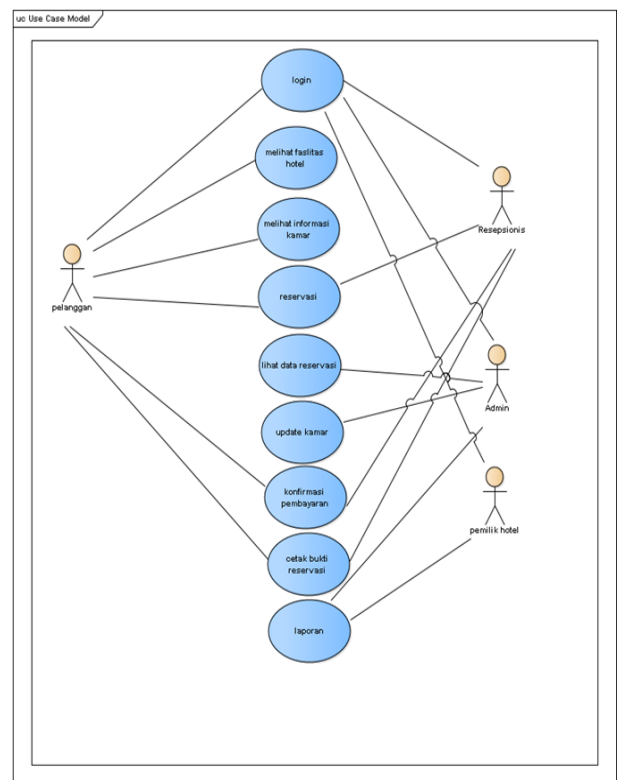 uc Use Case Model
login
melihat faslitas
hotel
melihat informasi
kamar
Resepsionis
pelanggan
reservasi
lihat data reservasi
Admin
update kamar
konfirmasi
pembayaran
pemilik hotel
cetak bukti
reservasi
laporan